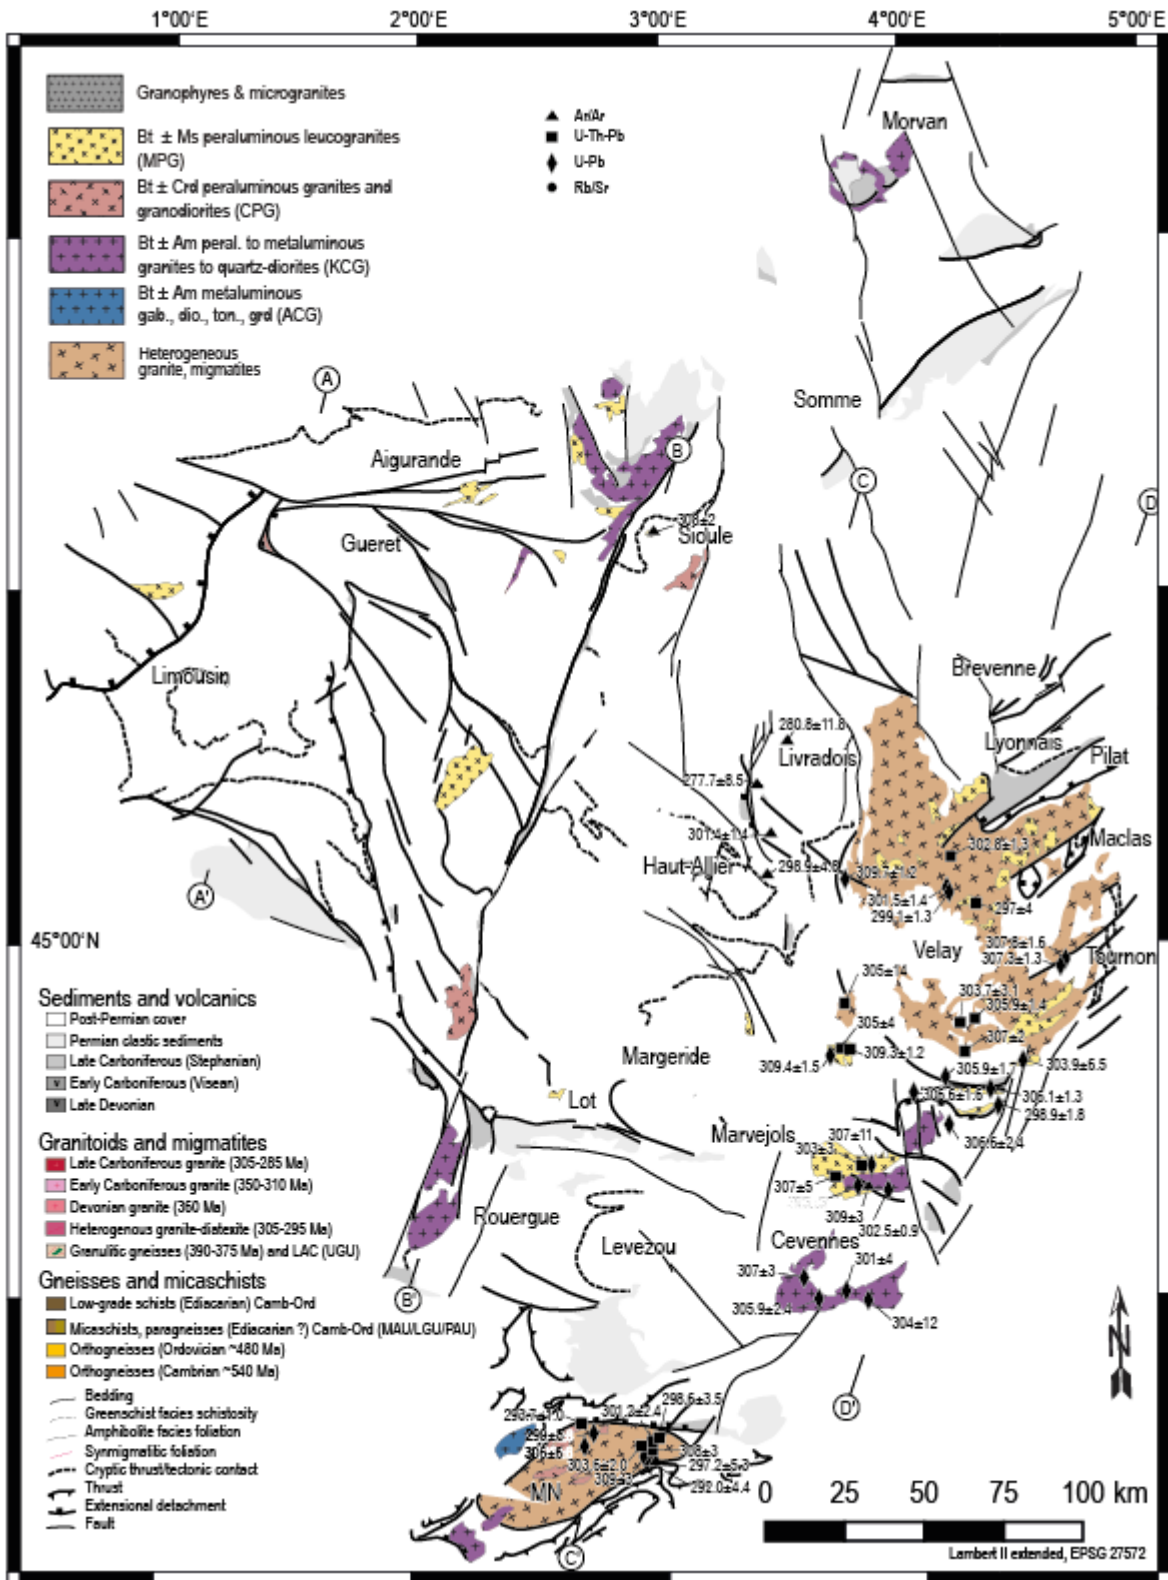 1°00'E 2°00'E 3°00'E 4°00'E 5°00'E
Granophyres & microgranites
Bt ± Ms peraluminous leucogranites
(MPG)
Bt ± Crd peraluminous granites and
granodiorites (CPG)
Bt ± Am peral. to metaluminous
granites to quartz-diorites (KCG)
Bt ± Am metaluminous
gab., dio., ton., grd (ACG)
Heterogeneous
granite, migmatites
Ar/Ar
U-Th-Pb
U-Pb
Rb/Sr
Morvan
A
Somme
Aigurande
B
C
D
308±2
Sioule
Gueret
Limousin
Brevenne
280.8±11.8
Lyonnais
Livradois
Pilat
277.7±8.5
301.4±1.4
302.8±1.3
Maclas
Haut-Allier
298.9±4.8
309.7±1.2
A'
301.5±1.4
299.1±1.3
297±4
45°00'N
Velay
307.8±1.6
307.3±1.3
Tournon
305±14
303.7±3.1
305.9±1.4
305±4
307±2
Margeride
309.3±1.2
309.4±1.5
305.9±1.7
303.9±6.5
306.1±1.3
298.9±1.8
Lot
306.6±2.4
Marvejols
307±11
303±3
307±5
309±3
302.5±0.9
Rouergue
Levezou
Cevennes
301±4
307±3
305.9±2.4
304±12
B'
D'
N
Sediments and volcanics
Post-Permian cover
Permian clastic sediments
Late Carboniferous (Stephanian)
Early Carboniferous (Visean)
Late Devonian
Granitoids and migmatites
Late Carboniferous granite (305-285 Ma)
Early Carboniferous granite (350-310 Ma)
Devonian granite (360 Ma)
Heterogenous granite-diatexite (305-295 Ma)
Granulitic gneisses (390-375 Ma) and LAC (UGU)
Gneisses and micaschists
Low-grade schists (Ediacarian) Camb-Ord
Micaschists, paragneisses (Ediacarian ?) Camb-Ord (MAU/LGU/PAU)
Orthogneisses (Ordovician ~480 Ma)
Orthogneisses (Cambrian ~540 Ma)
Bedding
Greenschist facies schistosity
Amphibolite facies foliation
Synmigmatitic foliation
Cryptic thrust/tectonic contact
Thrust
Extensional detachment
Fault
298.6±3.5
301.2±2.4
293.7±1.0
308±3
303.6±2.0
297.2±5.3
309±3
292.0±4.4
MN
C'
0 25 50 100 km
Lambert II extended, EPSG 27572